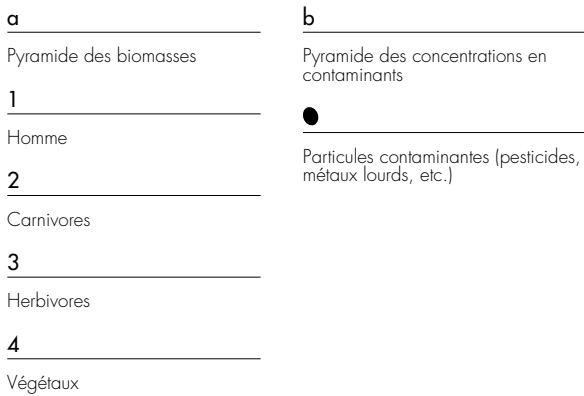 a
Pyramide des biomasses
1
Homme
2
Carnivores
3
Herbivores
4
Végétaux
b
Pyramide des concentrations en
contaminants
Particules contaminantes (pesticides,
métaux lourds, etc.)